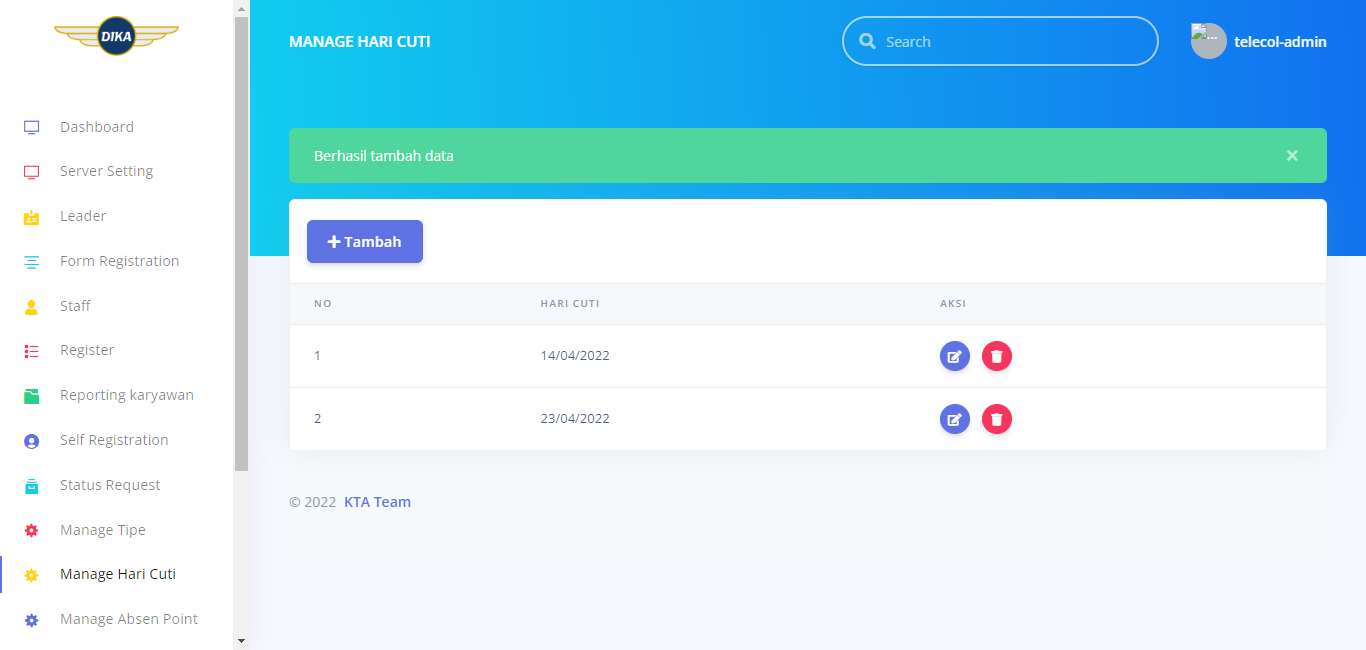 DIKA
Dashboard
Server Setting
Leader
Form Registration
Staff
Register
Reporting karyawan
Self Registration
Status Request
Manage Tipe
Manage Hari Cuti
Manage Absen Point
MANAGE HARI CUTI
Search
telecol-admin
Berhasil tambah data
×
Tambah
NO HARI CUTI AKSI
1 14/04/2022
2 23/04/2022
© 2022 KTA Team